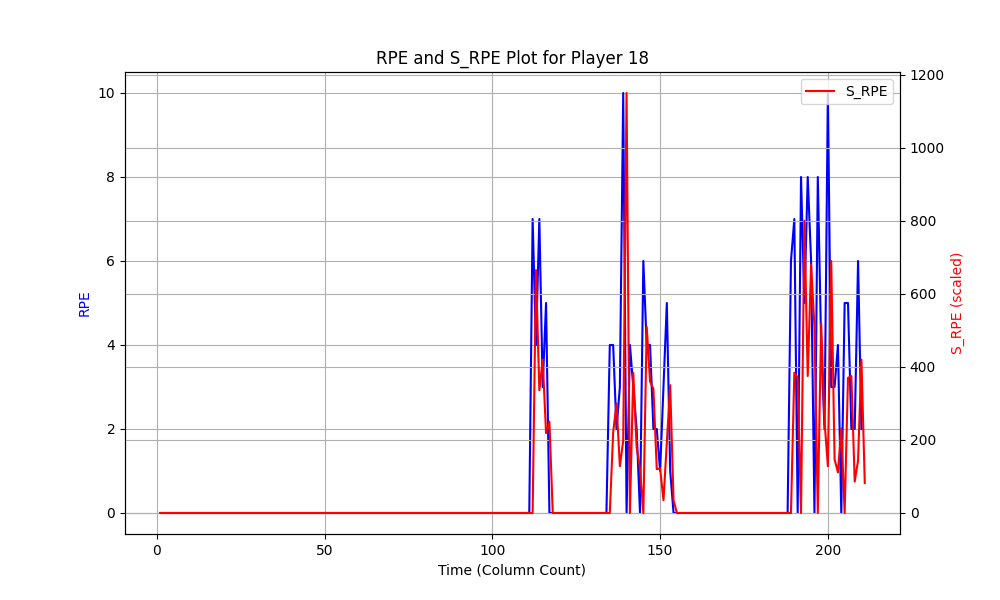 RPE and S_RPE Plot for Player 18
S_RPE
RPE
10
8
6
4
2
0
1200
1000
800
600
400
200
0
S_RPE (scaled)
0 50 100 150 200
Time (Column Count)